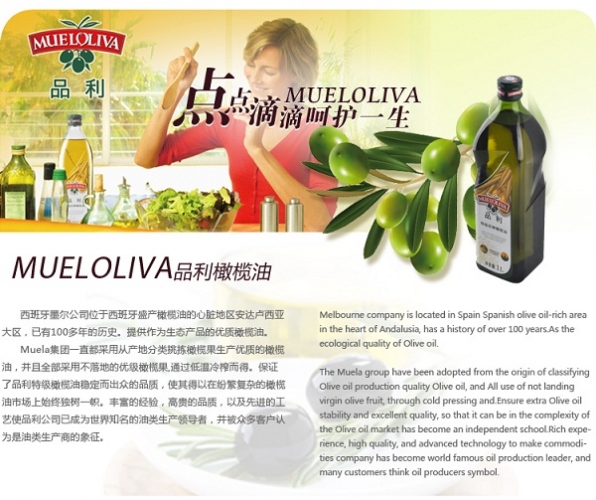 MUELOLIVA
品利
点点滴滴呵护一生
MUELOLIVA
MUELOLIVA
品利
1L
MUELOLIVA品利橄榄油
西班牙墨尔公司位于西班牙盛产橄榄油的心脏地区安达卢西亚
大区，已有100多年的历史。提供作为生态产品的优质橄榄油。
Muela集团一直都采用从产地分类挑拣橄榄果生产优质的橄榄
油，并且全部采用不落地的优级橄榄果,通过低温冷榨而得。保证
了品利特级橄榄油稳定而出众的品质，使其得以在纷繁复杂的橄榄
油市场上始终独树一帜。丰富的经验，高贵的品质，以及先进的工
艺使品利公司已成为世界知名的油类生产领导者，并被众多客户认
为是油类生产商的象征。
Melbourne company is located in Spain Spanish olive oil-rich area
in the heart of Andalusia, has a history of over 100 years.As the
ecological quality of Olive oil.
The Muela group have been adopted from the origin of classifying
Olive oil production quality Olive oil, and All use of not landing
virgin olive fruit, through cold pressing and.Ensure extra Olive oil
stability and excellent quality, so that it can be in the complexity of
the Olive oil market has become an independent school.Rich expe-
rience, high quality, and advanced technology to make commodi-
ties company has become world famous oil production leader, and
many customers think oil producers symbol.